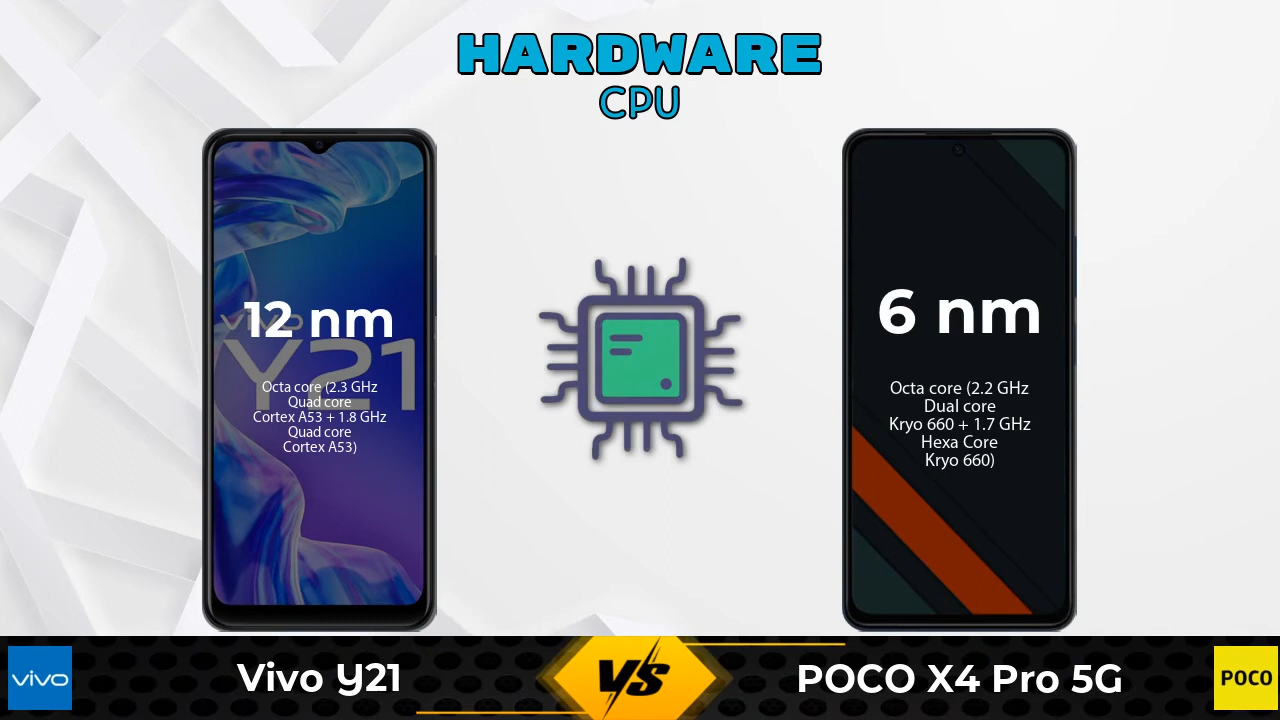 HARDWARE
CPU
vivo
Y21
12 nm
Octa core (2.3 GHz
Quad core
Cortex A53 + 1.8 GHz
Quad core
Cortex A53)
6 nm
Octa core (2.2 GHz
Dual core
Kryo 660 + 1.7 GHz
Hexa Core
Kryo 660)
vivo
Vivo Y21
VS
POCO X4 Pro 5G
POCO